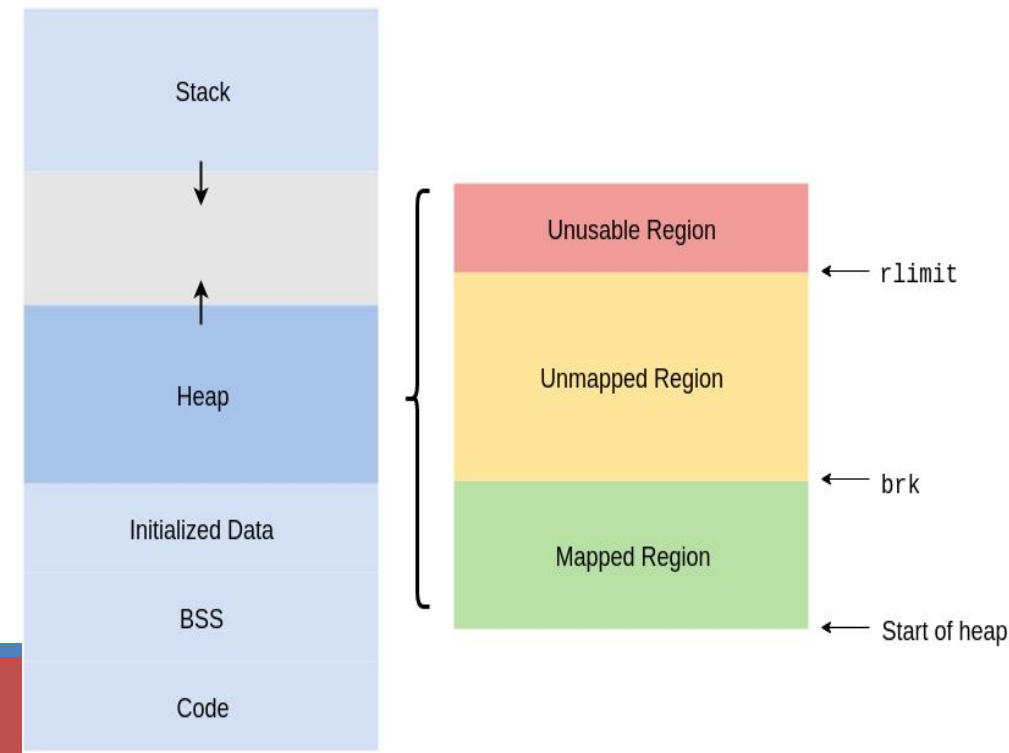 Stack
Heap
Initialized Data
BSS
Code
Unusable Region
rlimit
Unmapped Region
brk
Mapped Region
Start of heap